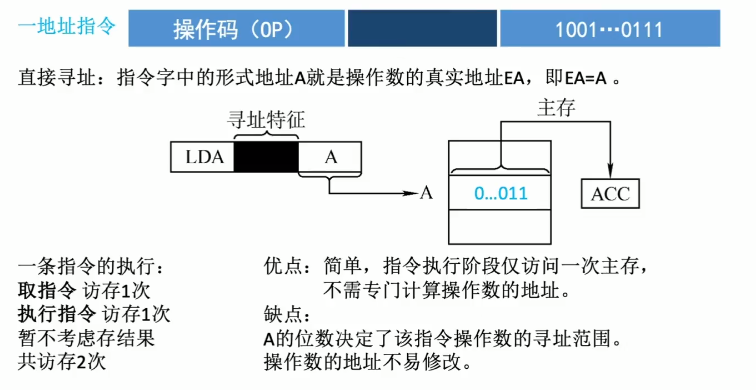 一地址指令 操作码（OP） 1001…0111
直接寻址：指令字中的形式地址A就是操作数的真实地址EA，即EA=A 。
寻址特征 主存
LDA A A 0…011 ACC
一条指令的执行：
取指令 访存1次
执行指令 访存1次
暂不考虑存结果
共访存2次
优点：简单，指令执行阶段仅访问一次主存，
不需专门计算操作数的地址。
缺点：
A的位数决定了该指令操作数的寻址范围。
操作数的地址不易修改。